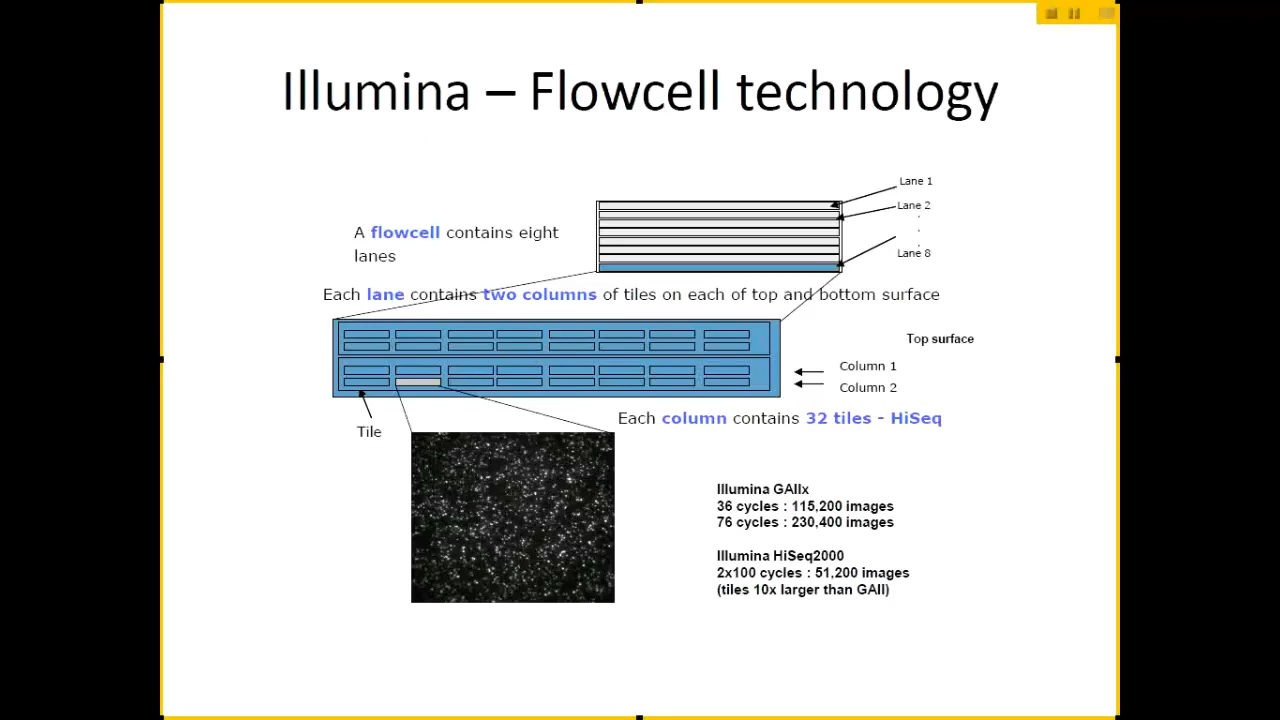 Illumina – Flowcell technology
Lane 1
Lane 2
.
.
.
Lane 8
A flowcell contains eight
lanes
Each lane contains two columns of tiles on each of top and bottom surface
Top surface
Column 1
Column 2
Each column contains 32 tiles - HiSeq
Tile
Illumina GAIIx
36 cycles : 115,200 images
76 cycles : 230,400 images
Illumina HiSeq2000
2x100 cycles : 51,200 images
(tiles 10x larger than GAII)